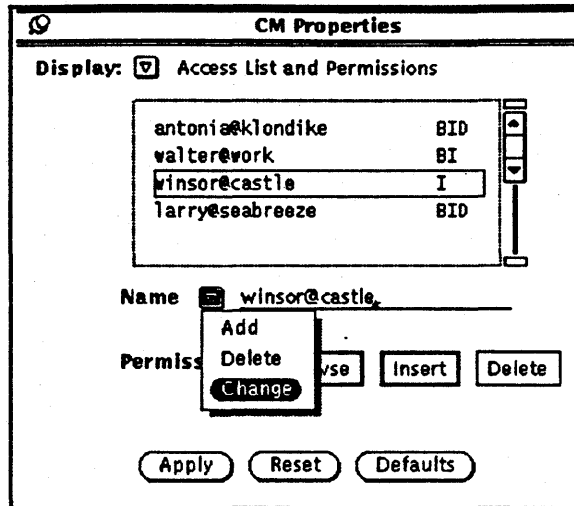 CM Properties
Display: Access List and Permissions
antonia@klondike BID
walter@work BI
winsor@castle I
larry@seabreeze BID
Name winsor@castle
Add
Delete
Change
Permiss vse Insert Delete
Apply Reset Defaults